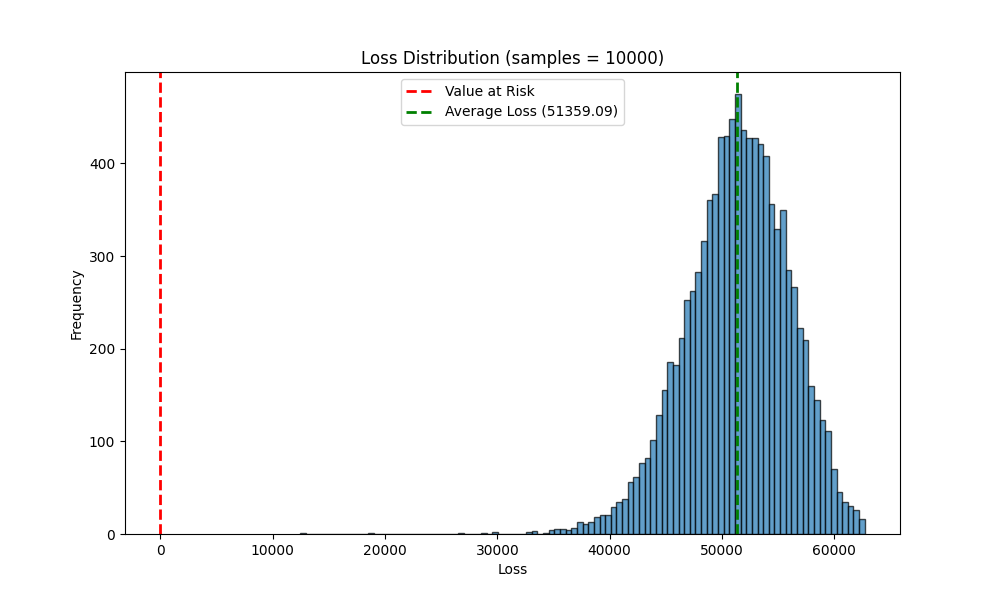 Loss Distribution (samples = 10000)
Value at Risk
Average Loss (51359.09)
Frequency
400
300
200
100
0
0 10000 20000 30000 40000 50000 60000
Loss